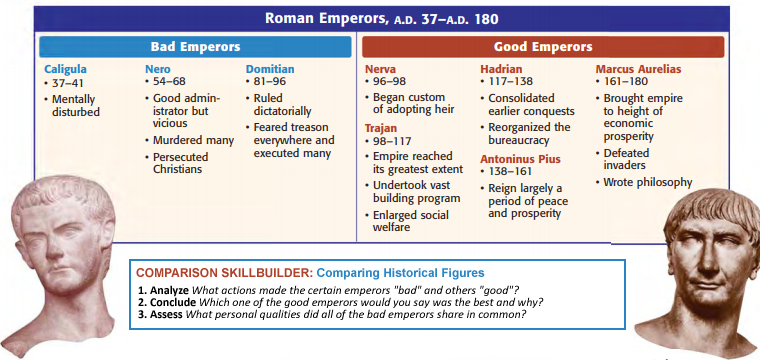 Roman Emperors, A.D. 37–A.D. 180
Bad Emperors
Caligula
• 37–41
• Mentally
disturbed
Nero
• 54–68
• Good admin-
istrator but
vicious
• Murdered many
• Persecuted
Christians
Domitian
• 81–96
• Ruled
dictatorially
• Feared treason
everywhere and
executed many
Good Emperors
Nerva
• 96–98
• Began custom
of adopting heir
Trajan
• 98–117
• Empire reached
its greatest extent
• Undertook vast
building program
• Enlarged social
welfare
Hadrian
• 117–138
• Consolidated
earlier conquests
• Reorganized the
bureaucracy
Antoninus Pius
• 138–161
• Reign largely a
period of peace
and prosperity
Marcus Aurelias
• 161–180
• Brought empire
to height of
economic
prosperity
• Defeated
invaders
• Wrote philosophy
COMPARISON SKILLBUILDER: Comparing Historical Figures
1. Analyze What actions made the certain emperors "bad" and others "good"?
2. Conclude Which one of the good emperors would you say was the best and why?
3. Assess What personal qualities did all of the bad emperors share in common?